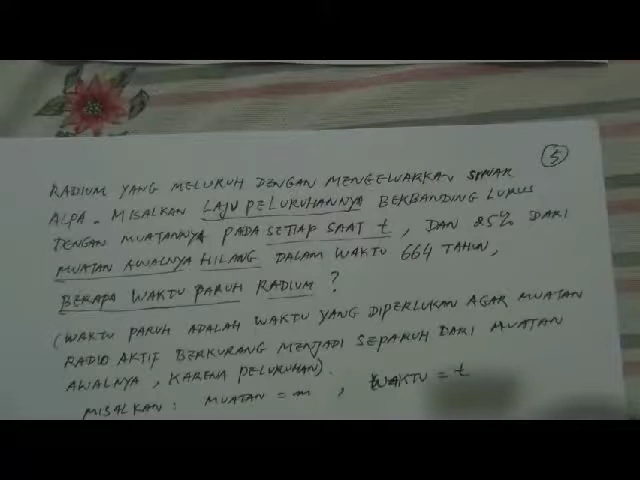 5
RADIUM YANG MELURUH DENGAN MENGELUARKAN SINAR
ALPA. MISALKAN LAJU PELURUHANNYA BERBANDING LURUS
DENGAN MUATANNYA PADA SETIAP SAAT t, DAN 25% DARI
MUATAN AWALNYA HILANG DALAM WAKTU 664 TAHUN,
BERAPA WAKTU PARUH RADIUM ?
(WAKTU PARUH ADALAH WAKTU YANG DIPERLUKAN AGAR MUATAN
RADIO AKTIF BERKURANG MENJADI SEPARUH DARI MUATAN
AWALNYA, KARENA PELURUHAN).
MISALKAN : MUATAN = m , WAKTU = t